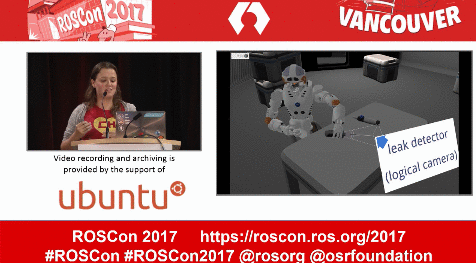 ROSCon 2017
VANCOUVER
leak detector
(logical camera)
Video recording and archiving is
provided by the support of
ubuntu
ROSCon 2017 https://roscon.ros.org/2017
#ROSCon #ROSCon2017 @rosorg @osrfoundation